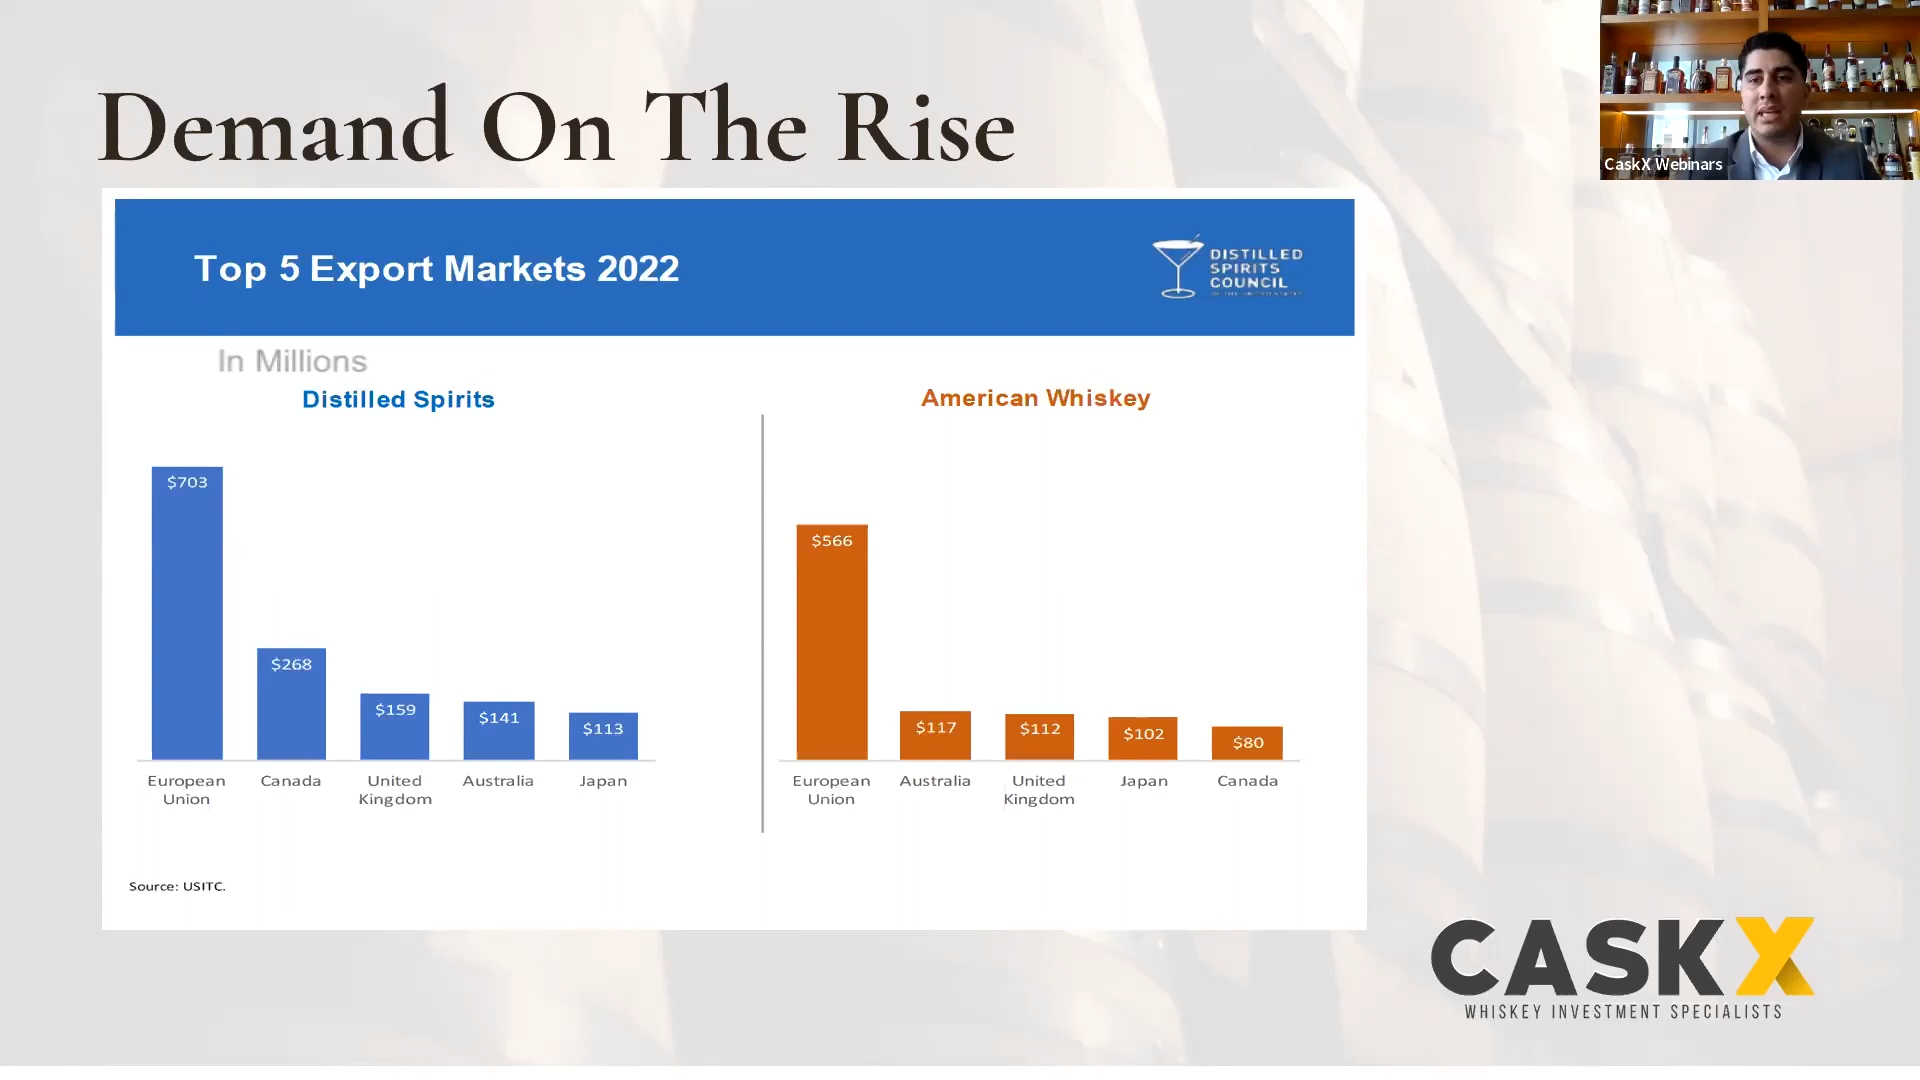 Demand On The Rise
CaskX Webinars
Top 5 Export Markets 2022
DISTILLED
SPIRITS
COUNCIL
In Millions
Distilled Spirits
$703
$268
$159
$141
$113
European
Union
Canada
United
Kingdom
Australia
Japan
American Whiskey
$566
$117
$112
$102
$80
European
Union
Australia
United
Kingdom
Japan
Canada
Source: USITC.
CASKX
WHISKEY INVESTMENT SPECIALISTS